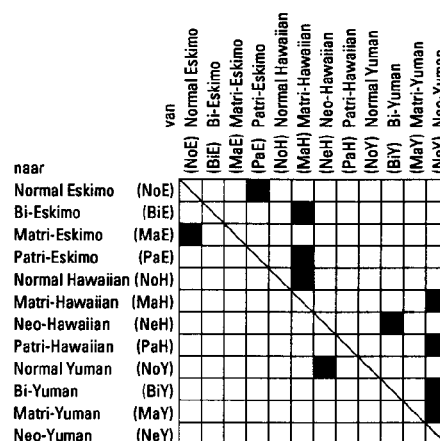 van
(NoE) Normal Eskimo
(BiE) Bi-Eskimo
(MaE) Matri-Eskimo
(PaE) Patri-Eskimo
(NoH) Normal Hawaiian
(MaH) Matri-Hawaiian
(NeH) Neo-Hawaiian
(PaH) Patri-Hawaiian
(NoY) Normal Yuman
(BiY) Bi-Yuman
(MaY) Matri-Yuman
(NeY) Neo-Yuman
naar
Normal Eskimo (NoE)
Bi-Eskimo (BiE)
Matri-Eskimo (MaE)
Patri-Eskimo (PaE)
Normal Hawaiian (NoH)
Matri-Hawaiian (MaH)
Neo-Hawaiian (NeH)
Patri-Hawaiian (PaH)
Normal Yuman (NoY)
Bi-Yuman (BiY)
Matri-Yuman (MaY)
Neo-Yuman (NeY)